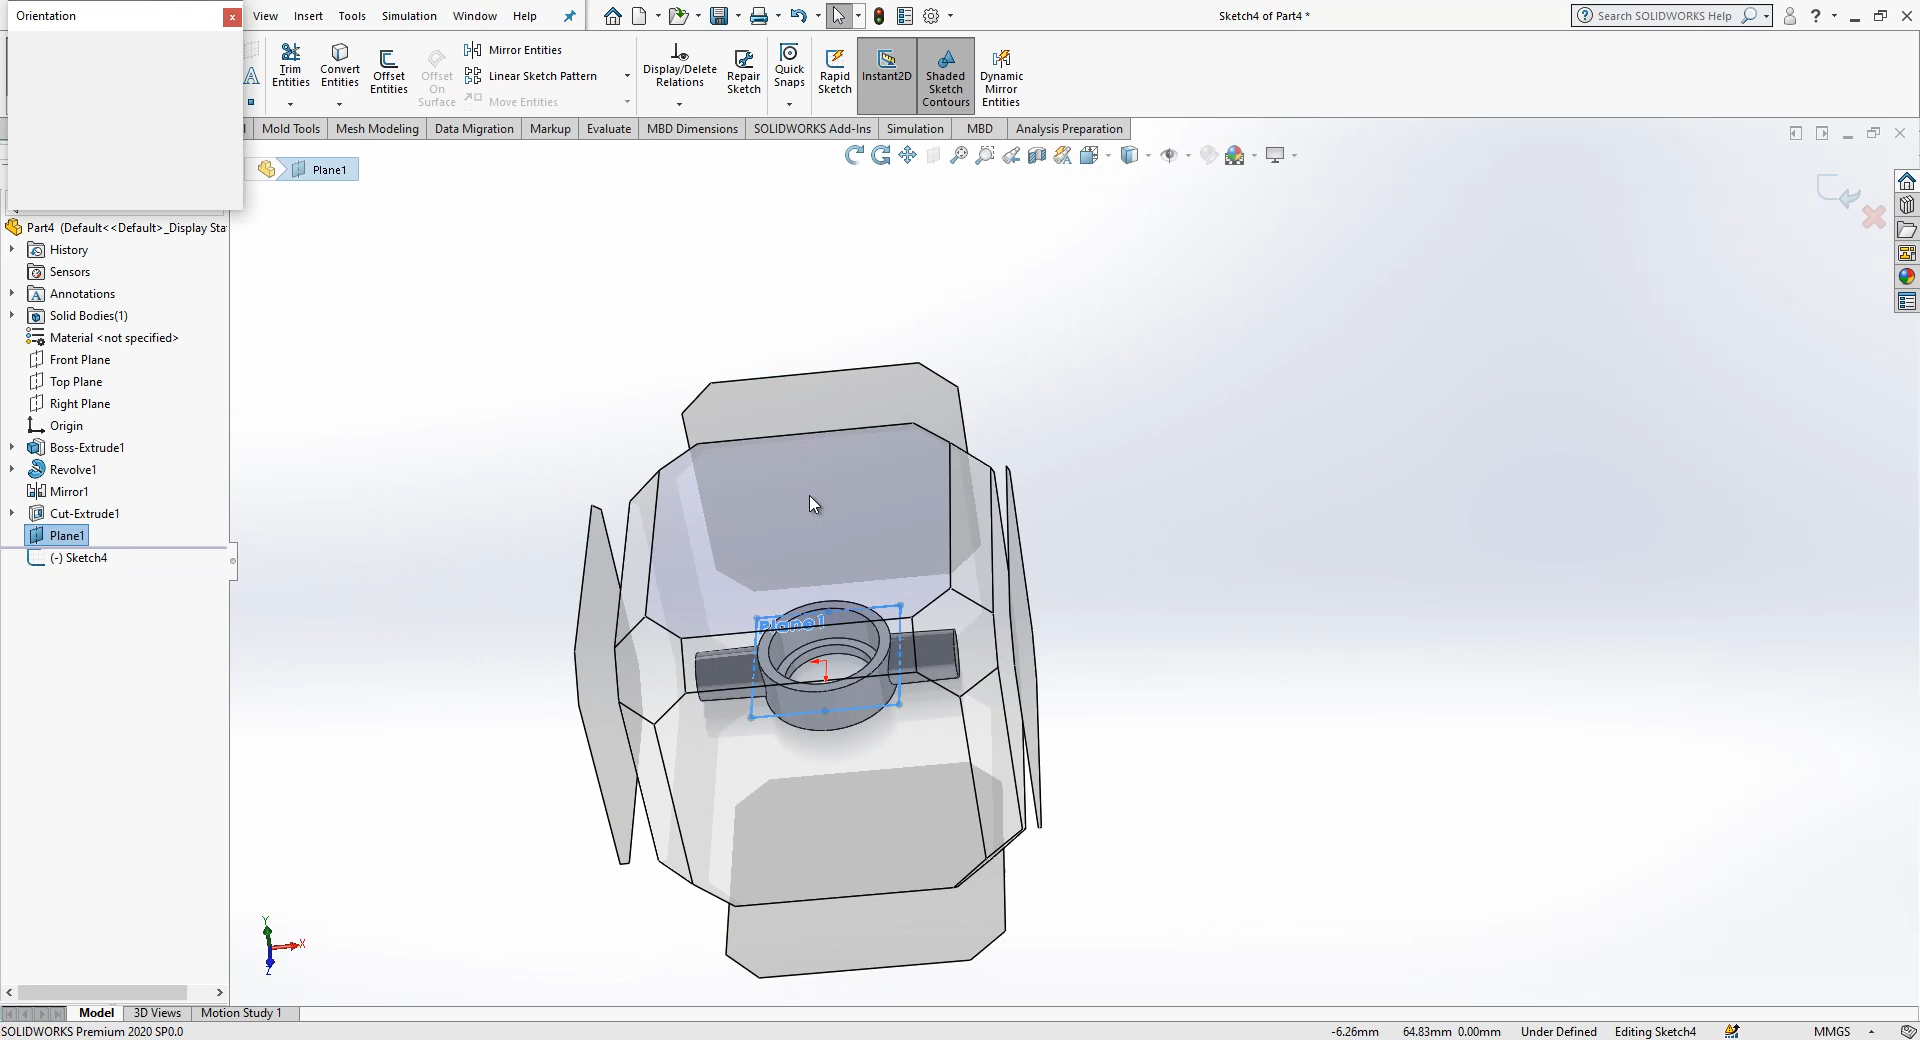 Orientation
View Insert Tools Simulation Window Help
Sketch4 of Part4 *
Search SOLIDWORKS Help
Trim Entities
Convert Entities
Offset Entities
Offset On Surface
Mirror Entities
Linear Sketch Pattern
Move Entities
Display/Delete Relations
Repair Sketch
Quick Snaps
Rapid Sketch
Instant2D
Shaded Sketch Contours
Dynamic Mirror Entities
Mold Tools Mesh Modeling Data Migration Markup Evaluate MBD Dimensions SOLIDWORKS Add-Ins Simulation MBD Analysis Preparation
Plane1
Part4 (Default<<Default>_Display Sta
History
Sensors
Annotations
Solid Bodies(1)
Material <not specified>
Front Plane
Top Plane
Right Plane
Origin
Boss-Extrude1
Revolve1
Mirror1
Cut-Extrude1
Plane1
(-) Sketch4
Plane1
Y
X
Z
Model 3D Views Motion Study 1
SOLIDWORKS Premium 2020 SP0.0
-6.26mm 64.83mm 0.00mm Under Defined Editing Sketch4 MMGS